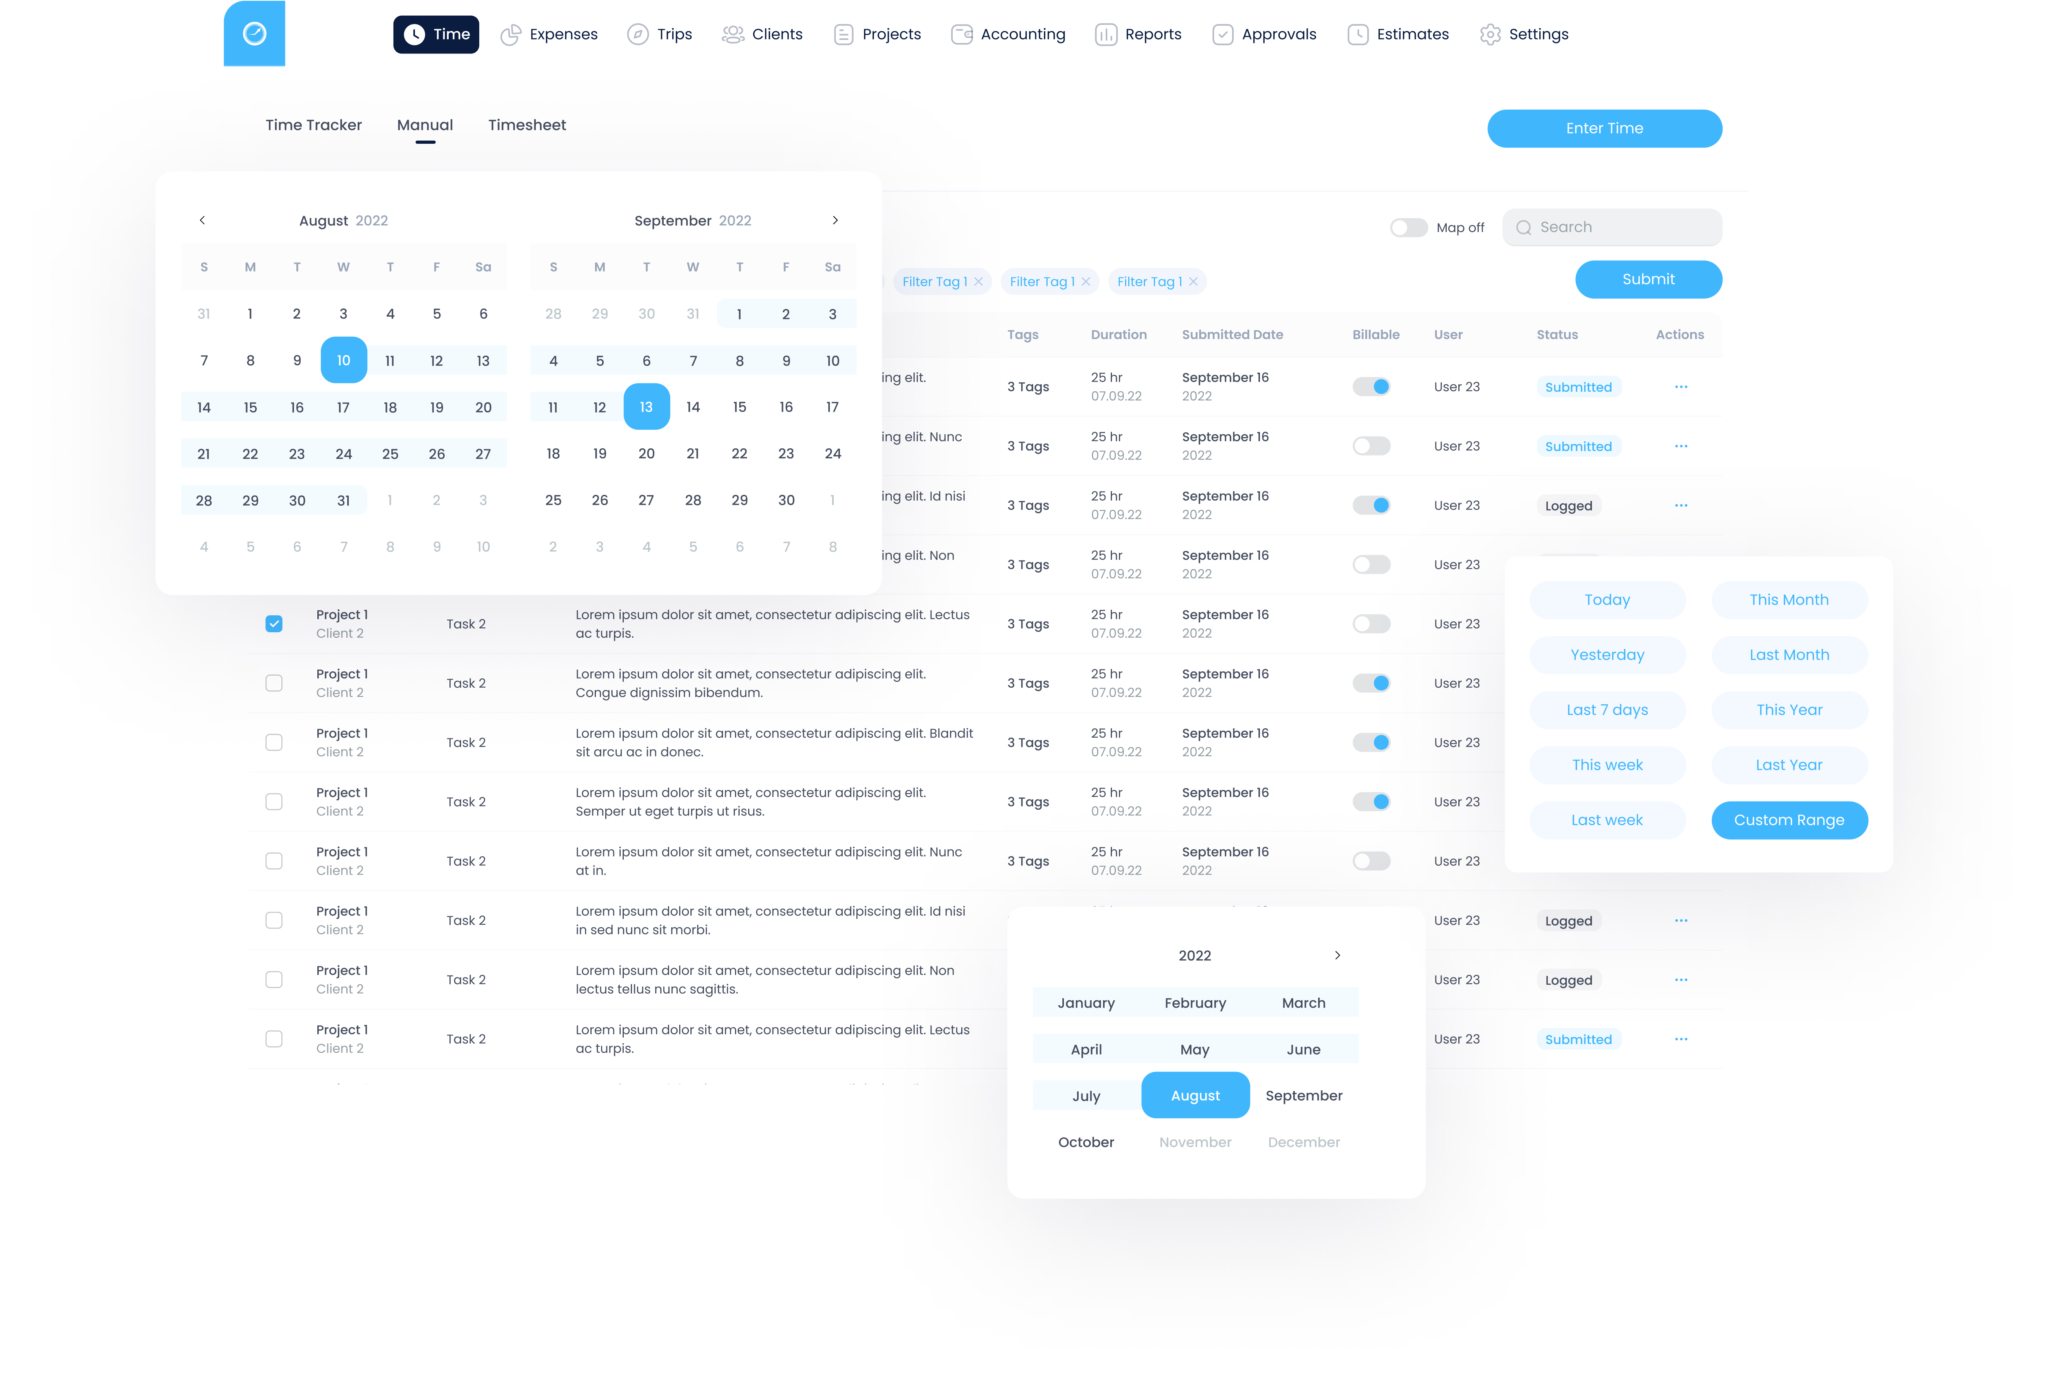 Time Expenses Trips Clients Projects Accounting Reports Approvals Estimates Settings
Time Tracker Manual Timesheet
Enter Time
August 2022
S M T W T F Sa
31 1 2 3 4 5 6
7 8 9 10 11 12 13
14 15 16 17 18 19 20
21 22 23 24 25 26 27
28 29 30 31 1 2 3
4 5 6 7 8 9 10
September 2022
S M T W T F Sa
28 29 30 31 1 2 3
4 5 6 7 8 9 10
11 12 13 14 15 16 17
18 19 20 21 22 23 24
25 26 27 28 29 30 1
2 3 4 5 6 7 8
Map off
Search
Filter Tag 1 Filter Tag 1 Filter Tag 1
Submit
Tags Duration Submitted Date Billable User Status Actions
elit. 25 hr September 16
3 Tags User 23 Submitted
07.09.22 2022
elit. Nunc 25 hr September 16
3 Tags User 23 Submitted
07.09.22 2022
elit. Id nisi 25 hr September 16
3 Tags User 23 Logged
07.09.22 2022
elit. Non 25 hr September 16
3 Tags User 23
07.09.22 2022
Project 1 Lorem ipsum dolor sit amet, consectetur adipiscing elit. Lectus 25 hr September 16
Task 2 3 Tags User 23
Client 2 ac turpis. 07.09.22 2022
Project 1 Lorem ipsum dolor sit amet, consectetur adipiscing elit. 25 hr September 16
Task 2 3 Tags User 23
Client 2 Congue dignissim bibendum. 07.09.22 2022
Project 1 Lorem ipsum dolor sit amet, consectetur adipiscing elit. Blandit 25 hr September 16
Task 2 3 Tags User 23
Client 2 sit arcu ac in donec. 07.09.22 2022
Project 1 Lorem ipsum dolor sit amet, consectetur adipiscing elit. 25 hr September 16
Task 2 3 Tags User 23
Client 2 Semper ut eget turpis ut risus. 07.09.22 2022
Project 1 Lorem ipsum dolor sit amet, consectetur adipiscing elit. Nunc 25 hr September 16
Task 2 3 Tags User 23
Client 2 at in. 07.09.22 2022
Project 1 Lorem ipsum dolor sit amet, consectetur adipiscing elit. Id nisi
Task 2 User 23 Logged
Client 2 in sed nunc sit morbi.
Project 1 Lorem ipsum dolor sit amet, consectetur adipiscing elit. Non
Task 2 User 23 Logged
Client 2 lectus tellus nunc sagittis.
Project 1 Lorem ipsum dolor sit amet, consectetur adipiscing elit. Lectus
Task 2 User 23 Submitted
Client 2 ac turpis.
Today This Month
Yesterday Last Month
Last 7 days This Year
This week Last Year
Last week Custom Range
2022
January February March
April May June
July August September
October November December